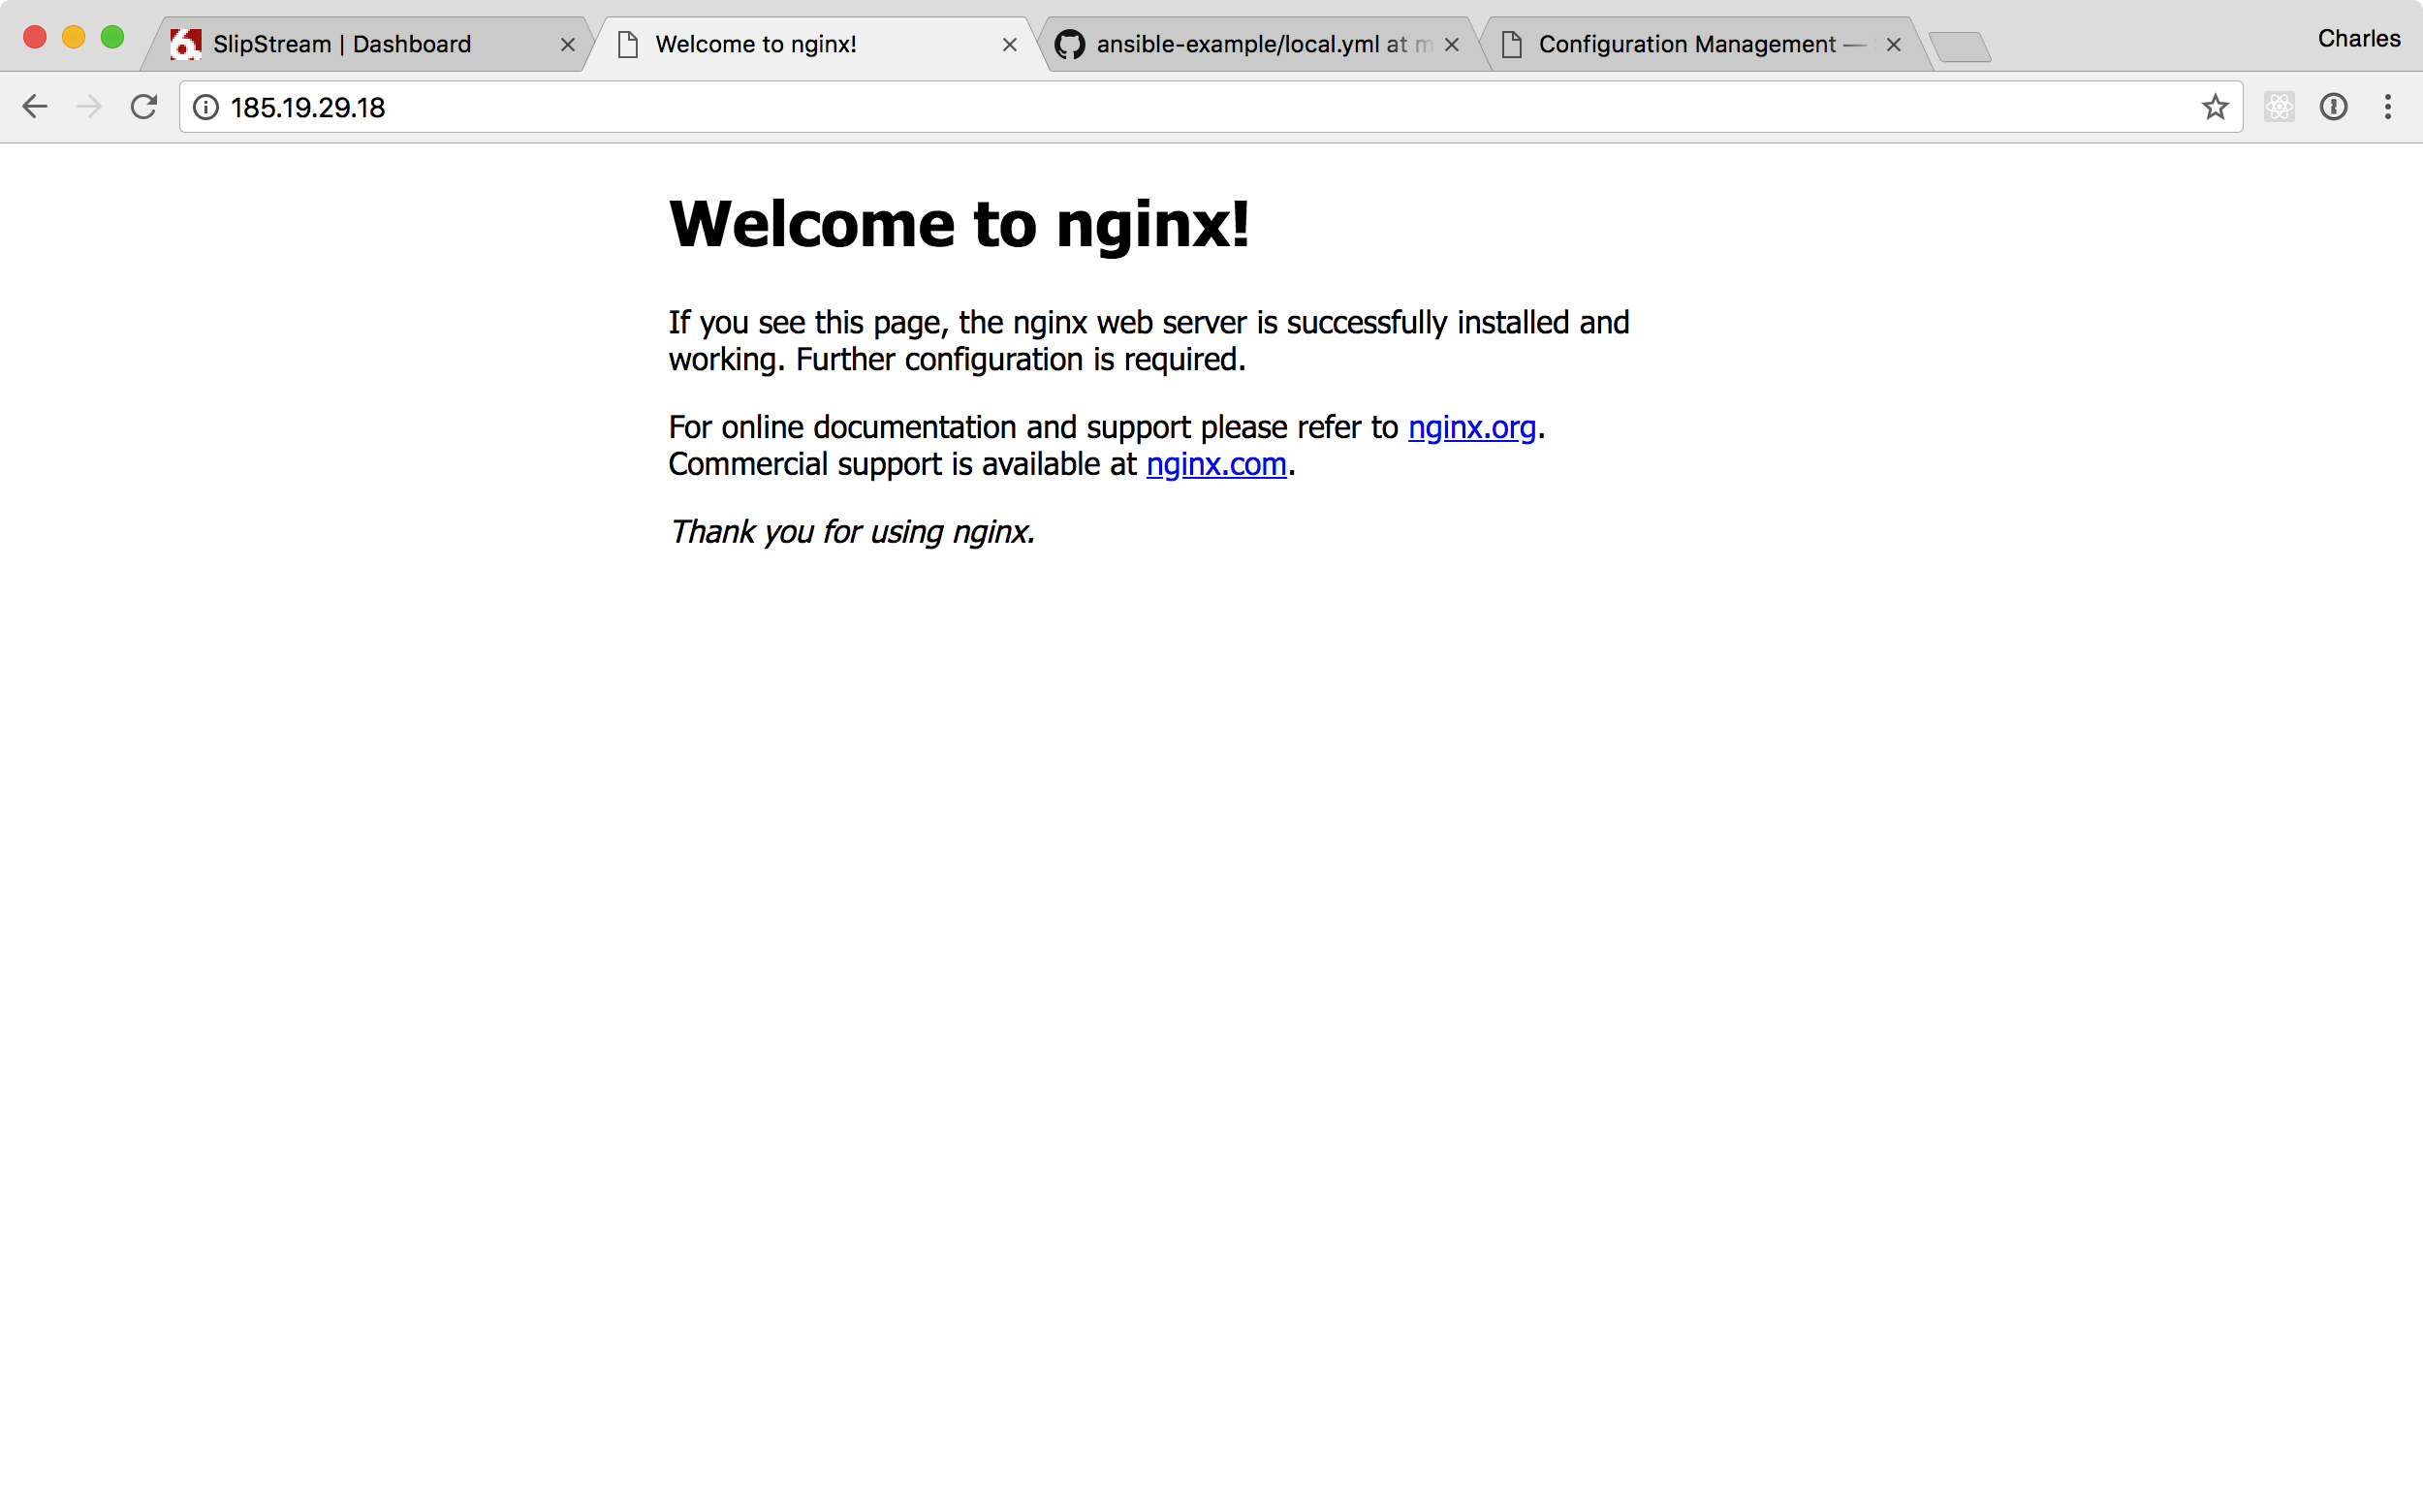 SlipStream | Dashboard
Welcome to nginx!
ansible-example/local.yml at m
Configuration Management —
Charles
185.19.29.18
Welcome to nginx!
If you see this page, the nginx web server is successfully installed and
working. Further configuration is required.
For online documentation and support please refer to nginx.org.
Commercial support is available at nginx.com.
Thank you for using nginx.